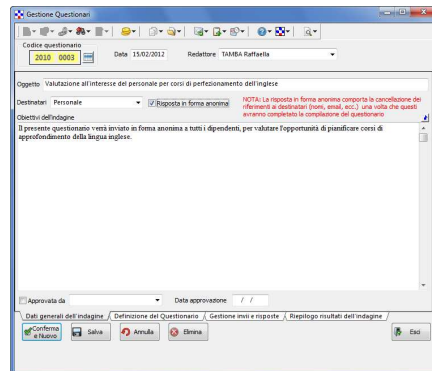 Gestione Questionari
Codice questionario
2010 0003
Data 15/02/2012
Redattore TAMBA Raffaella
Oggetto Valutazione all'interesse del personale per corsi di perfezionamento dell'inglese
Destinatari Personale
Risposta in forma anonima
NOTA: La risposta in forma anonima comporta la cancellazione dei
riferimenti ai destinatari (nomi, email, ecc.) una volta che questi
avranno completato la compilazione del questionario
Obiettivi dell'indagine
Il presente questionario verrà inviato in forma anonima a tutti i dipendenti, per valutare l'opportunità di pianificare corsi di
approfondimento della lingua inglese.
Approvata da
Data approvazione / /
Dati generali dell'indagine / Definizione del Questionario / Gestione invii e risposte / Riepilogo risultati dell'indagine
Conferma e Nuovo
Salva
Annulla
Elimina
Esci